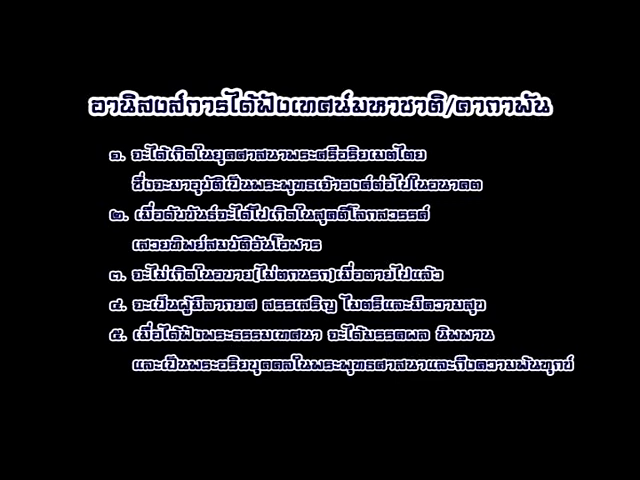 อานิสงส์การได้ฟังเทศน์มหาชาติ/คาถาพัน
๑. จะได้เกิดในยุคศาสนาพระศรีอริยเมตไตย
ซึ่งจะมาอุบัติเป็นพระพุทธเจ้าองค์ต่อไปในอนาคต
๒. เมื่อดับขันธ์จะได้ไปเกิดในสุคติโลกสวรรค์
เสวยทิพย์สมบัติอันโอฬาร
๓. จะไม่เกิดในอบาย(ไม่ตกนรก)เมื่อตายไปแล้ว
๔. จะเป็นผู้มีลาภยศ สรรเสริญ ไมตรีและมีความสุข
๕. เมื่อได้ฟังพระธรรมเทศนา จะได้มรรคผล นิพพาน
และเป็นพระอริยบุคคลในพระพุทธศาสนาและถึงความพ้นทุกข์